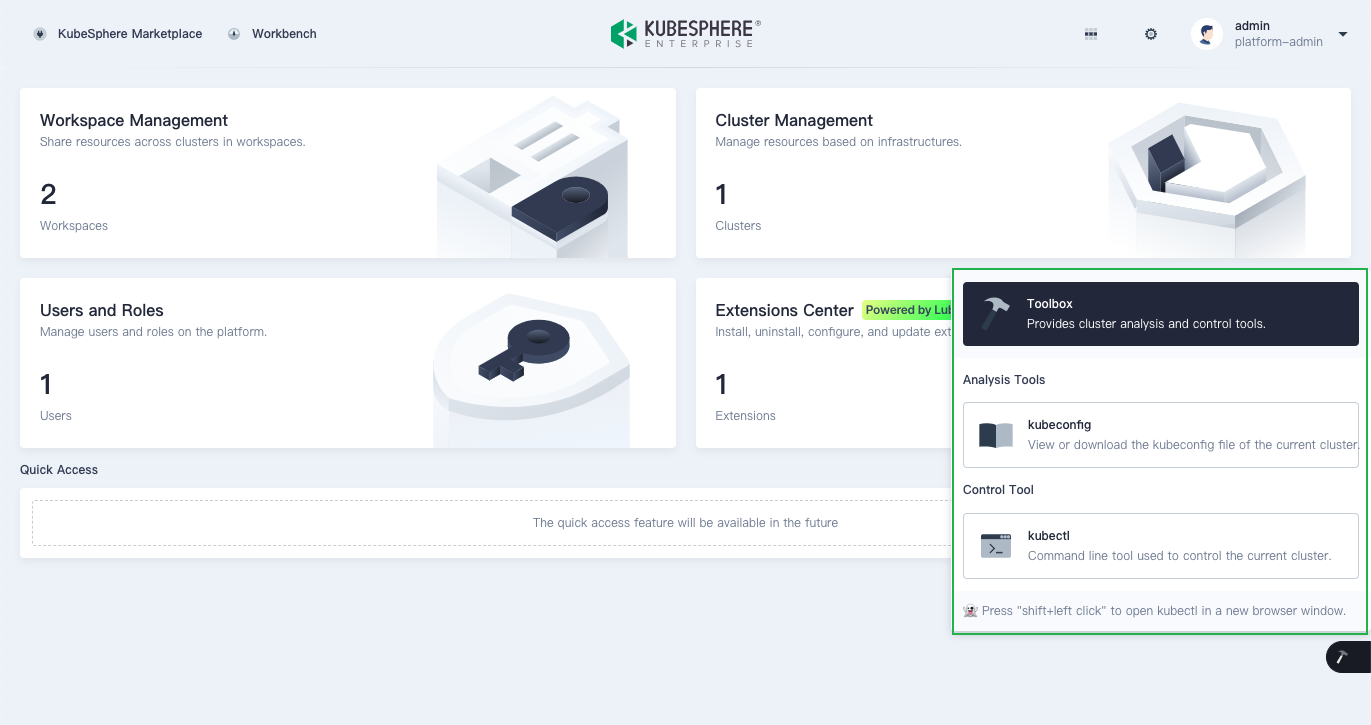 KubeSphere Marketplace
Workbench
KUBESPHERE®
ENTERPRISE
admin
platform-admin
Workspace Management
Share resources across clusters in workspaces.
2
Workspaces
Cluster Management
Manage resources based on infrastructures.
1
Clusters
Users and Roles
Manage users and roles on the platform.
1
Users
Extensions Center
Powered by Lub
Install, uninstall, configure, and update ext
1
Extensions
Quick Access
The quick access feature will be available in the future
Toolbox
Provides cluster analysis and control tools.
Analysis Tools
kubeconfig
View or download the kubeconfig file of the current cluster.
Control Tool
kubectl
Command line tool used to control the current cluster.
Press "shift+left click" to open kubectl in a new browser window.